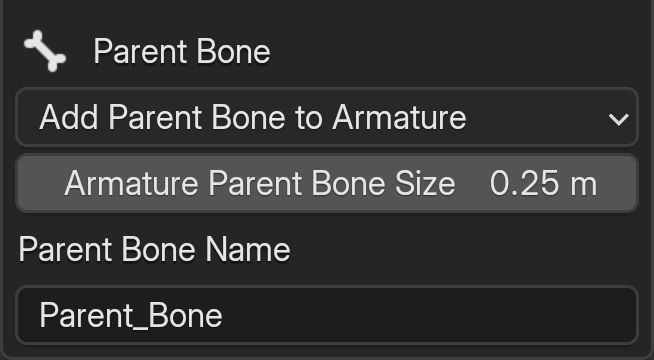 Parent Bone
Add Parent Bone to Armature
Armature Parent Bone Size 0.25 m
Parent Bone Name
Parent_Bone